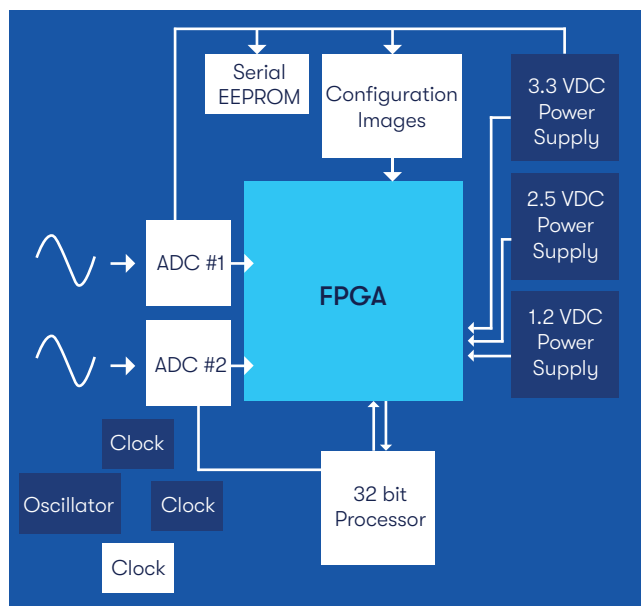 Serial
EEPROM
Configuration
Images
3.3 VDC
Power
Supply
2.5 VDC
Power
Supply
ADC #1
FPGA
1.2 VDC
Power
Supply
ADC #2
Clock
Oscillator
Clock
32 bit
Processor
Clock